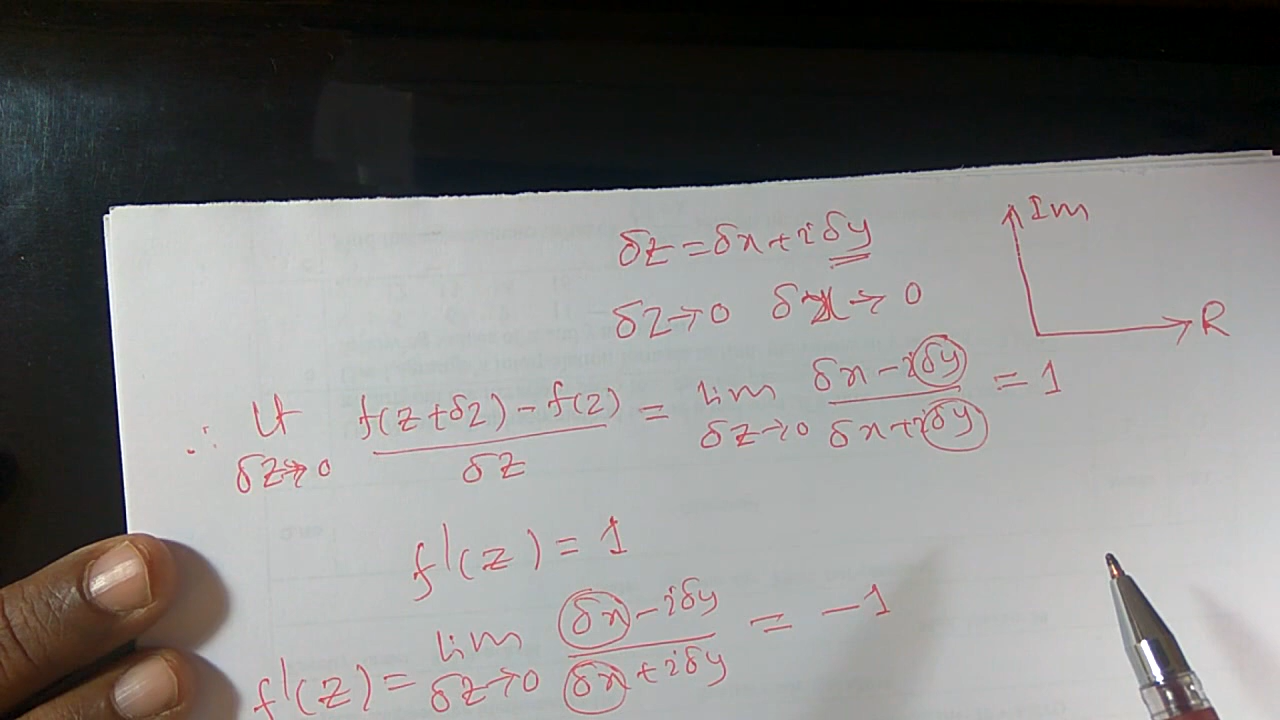 δz = δx + iδy
Im
δz → 0 δx → 0
R
∴ lt δz→0 f(z + δz) − f(z) / δz = lim δz→0 δx − iδy / δx + iδy = 1
f'(z) = 1
f'(z) = lim δz→0 δx − iδy / δx + iδy = −1